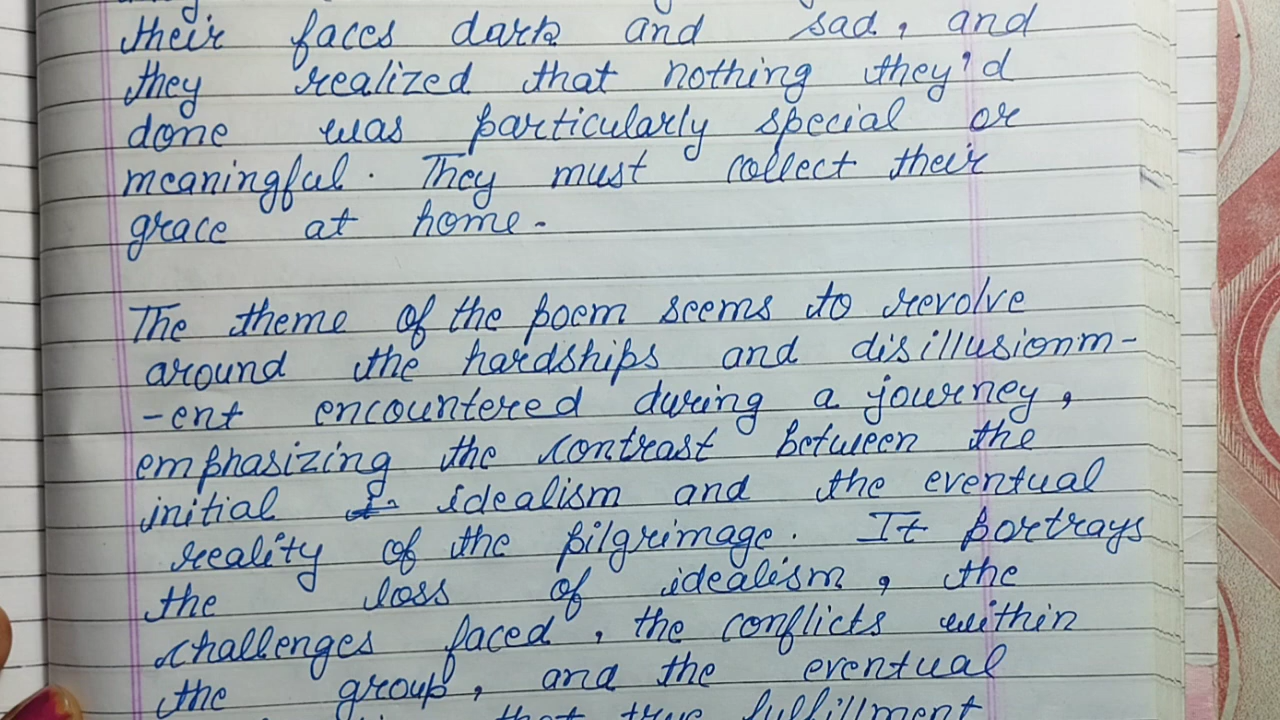 their faces dark and sad, and
they realized that nothing they'd
done was particularly special or
meaningful. They must collect their
grace at home.
The theme of the poem seems to revolve
around the hardships and disillusionm-
-ent encountered during a journey,
emphasizing the contrast between the
initial idealism and the eventual
reality of the pilgrimage. It portrays
the loss of idealism, the
challenges faced, the conflicts within
the group, and the eventual
that true fulfillment